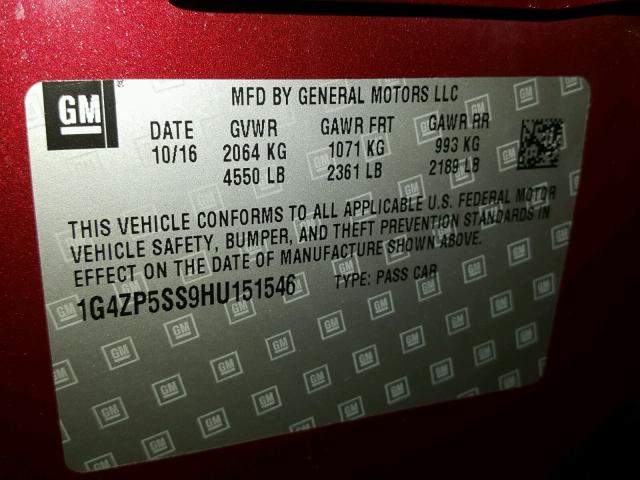 GM
MFD BY GENERAL MOTORS LLC
DATE GVWR GAWR FRT GAWR RR
10/16 2064 KG 1071 KG 993 KG
4550 LB 2361 LB 2189 LB
THIS VEHICLE CONFORMS TO ALL APPLICABLE U.S. FEDERAL MOTOR
VEHICLE SAFETY, BUMPER, AND THEFT PREVENTION STANDARDS IN
EFFECT ON THE DATE OF MANUFACTURE SHOWN ABOVE.
1G4ZP5SS9HU151546 TYPE: PASS CAR